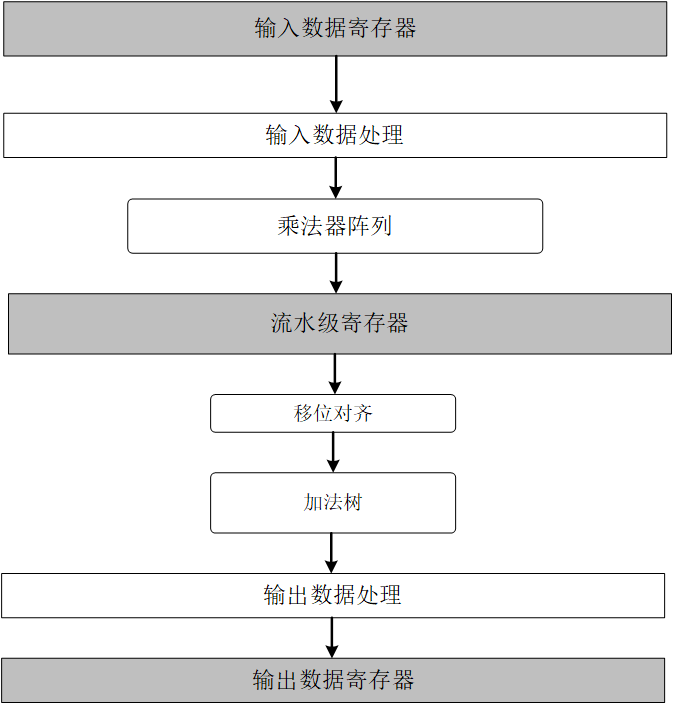 输入数据寄存器
输入数据处理
乘法器阵列
流水级寄存器
移位对齐
加法树
输出数据处理
输出数据寄存器